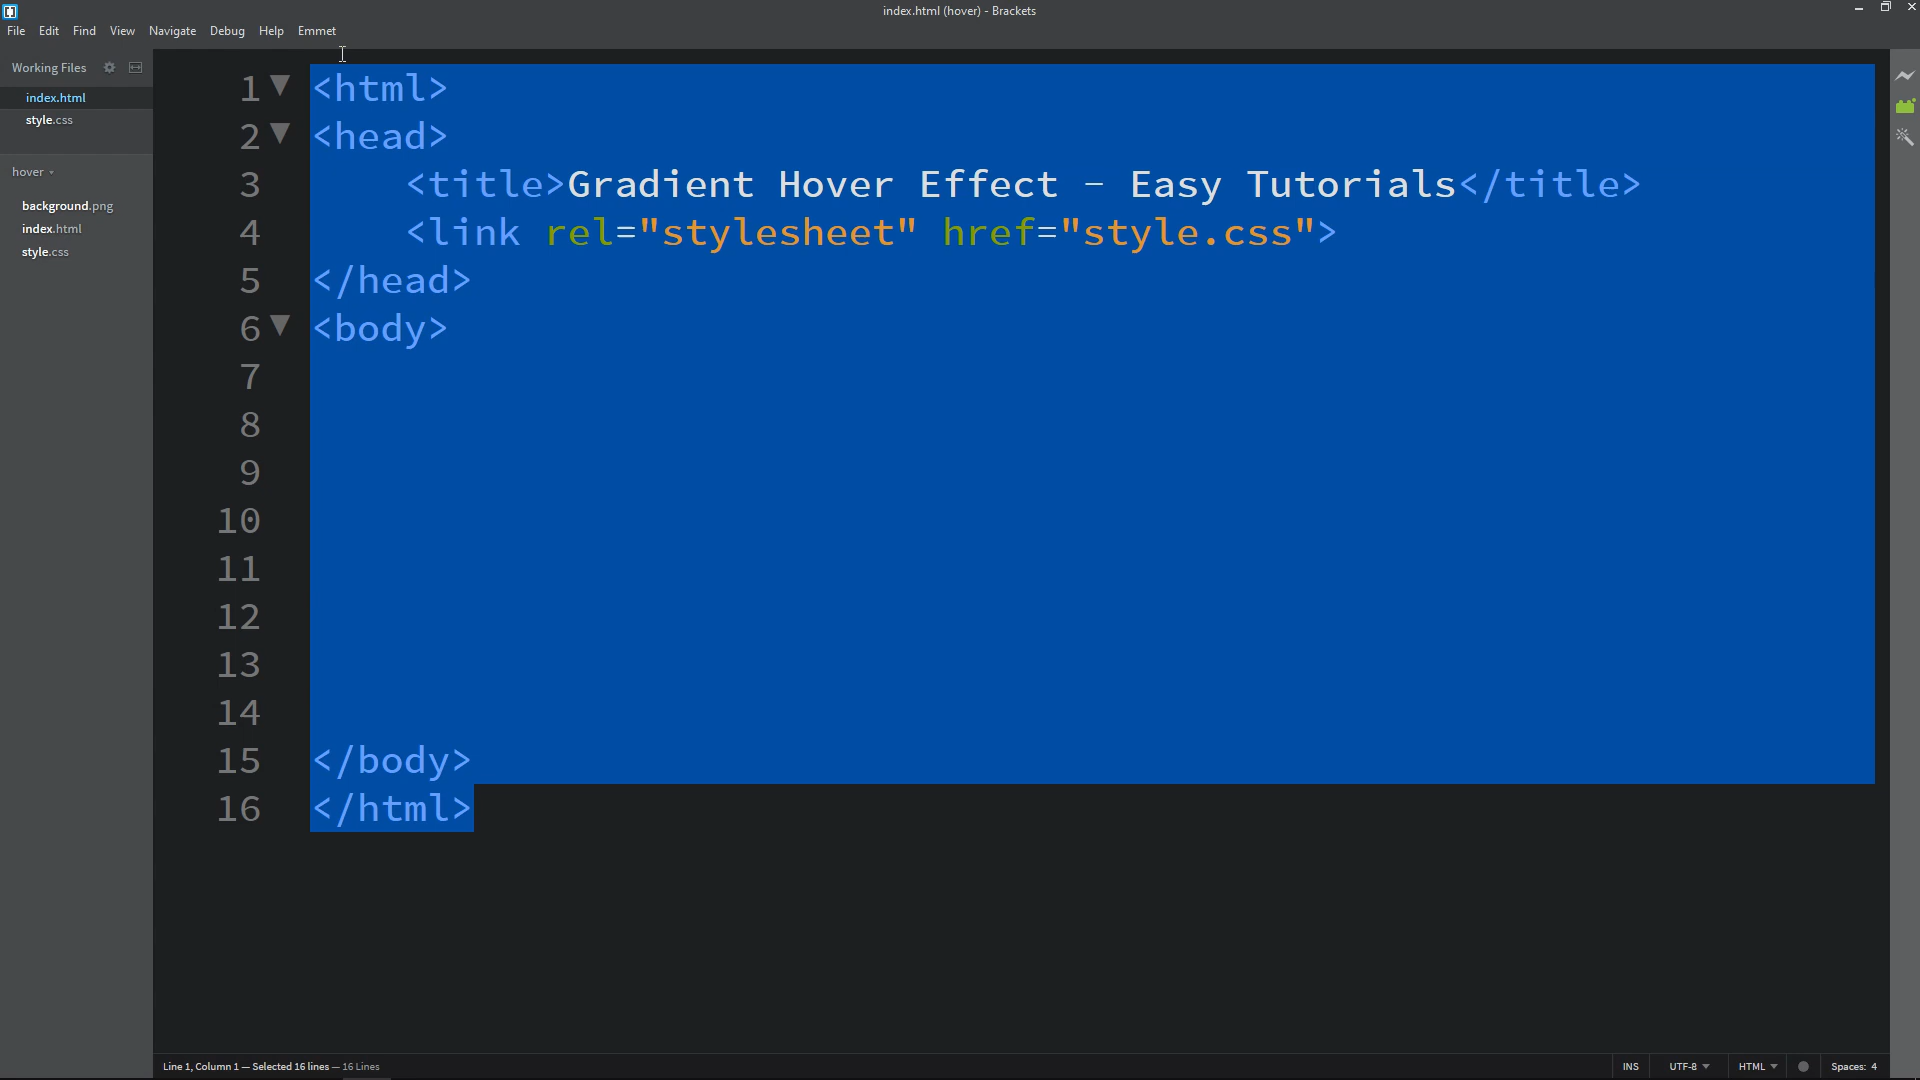 index.html (hover) - Brackets
File Edit Find View Navigate Debug Help Emmet
Working Files
index.html
style.css
hover
background.png
index.html
style.css
1 <html>
2 <head>
3 <title>Gradient Hover Effect - Easy Tutorials</title>
4 <link rel="stylesheet" href="style.css">
5 </head>
6 <body>
7
8
9
10
11
12
13
14
15 </body>
16 </html>
Line 1, Column 1 — Selected 16 lines — 16 Lines
INS UTF-8 HTML Spaces: 4